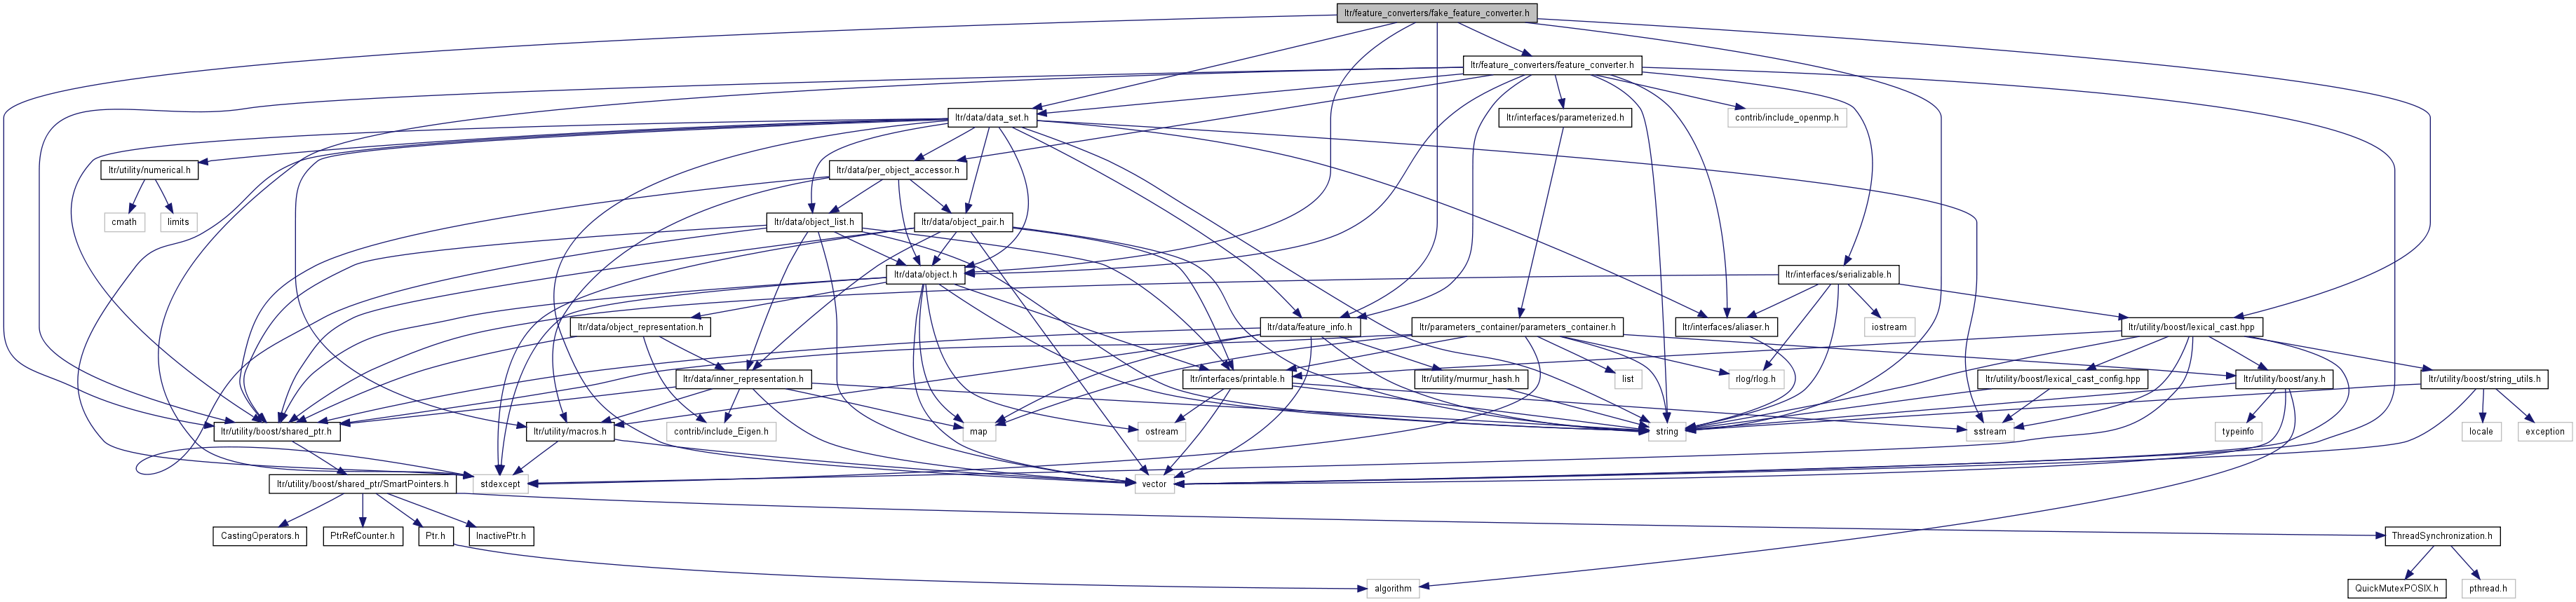 ltr/feature_converters/fake_feature_converter.h
ltr/feature_converters/feature_converter.h
ltr/data/data_set.h
ltr/interfaces/parameterized.h
contrib/include_openmp.h
ltr/utility/numerical.h
ltr/data/per_object_accessor.h
cmath
limits
ltr/data/object_list.h
ltr/data/object_pair.h
ltr/data/object.h
ltr/interfaces/serializable.h
ltr/data/object_representation.h
ltr/data/feature_info.h
ltr/parameters_container/parameters_container.h
ltr/interfaces/aliaser.h
iostream
ltr/utility/boost/lexical_cast.hpp
ltr/data/inner_representation.h
ltr/interfaces/printable.h
ltr/utility/murmur_hash.h
list
rlog/rlog.h
ltr/utility/boost/lexical_cast_config.hpp
ltr/utility/boost/any.h
ltr/utility/boost/string_utils.h
ltr/utility/boost/shared_ptr.h
ltr/utility/macros.h
contrib/include_Eigen.h
map
ostream
string
sstream
typeinfo
locale
exception
ltr/utility/boost/shared_ptr/SmartPointers.h
stdexcept
vector
CastingOperators.h
PtrRefCounter.h
Ptr.h
InactivePtr.h
ThreadSynchronization.h
algorithm
QuickMutexPOSIX.h
pthread.h